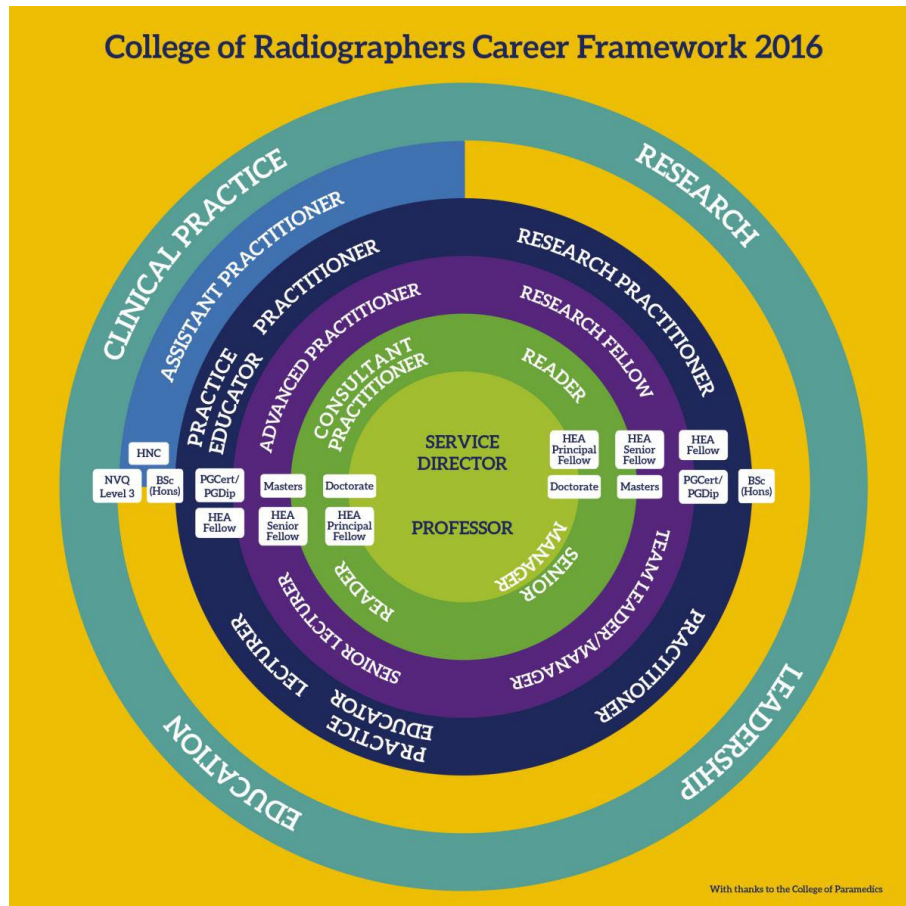 College of Radiographers Career Framework 2016
CLINICAL PRACTICE
RESEARCH
ASSISTANT PRACTITIONER
PRACTITIONER
RESEARCH PRACTITIONER
PRACTICE
EDUCATOR
ADVANCED PRACTITIONER
RESEARCH FELLOW
CONSULTANT
PRACTITIONER
READER
SERVICE
DIRECTOR
PROFESSOR
HNC
NVQ
Level 3
BSc
(Hons)
PGCert/
PGDip
HEA
Fellow
Masters
HEA
Senior
Fellow
Doctorate
HEA
Principal
Fellow
HEA
Principal
Fellow
HEA
Senior
Fellow
HEA
Fellow
Doctorate
Masters
PGCert/
PGDip
BSc
(Hons)
READER
SENIOR
MANAGER
SENIOR LECTURER
TEAM LEADER/MANAGER
LECTURER
PRACTICE
EDUCATOR
PRACTITIONER
EDUCATION
LEADERSHIP
With thanks to the College of Paramedics